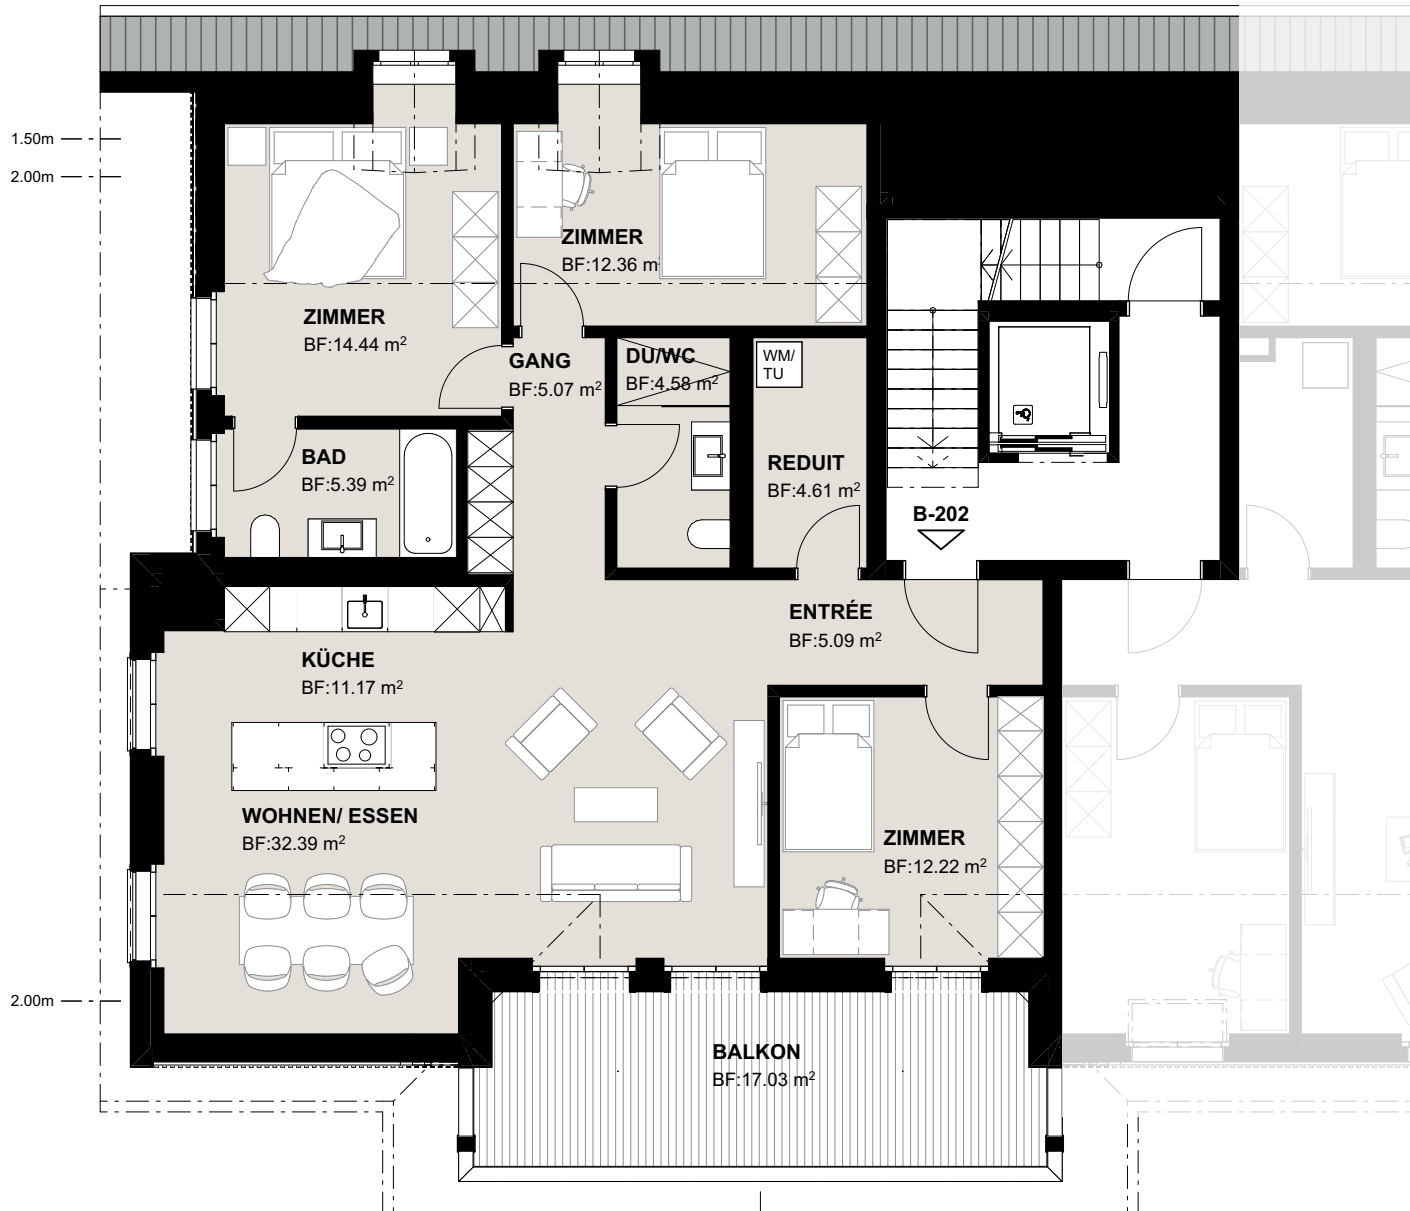 1.50m
2.00m
ZIMMER
BF:12.36 m²
ZIMMER
BF:14.44 m²
GANG
BF:5.07 m²
DU/WC
BF:4.58 m²
WM/
TU
BAD
BF:5.39 m²
REDUIT
BF:4.61 m²
B-202
ENTRÉE
BF:5.09 m²
KÜCHE
BF:11.17 m²
WOHNEN/ ESSEN
BF:32.39 m²
ZIMMER
BF:12.22 m²
2.00m
BALKON
BF:17.03 m²